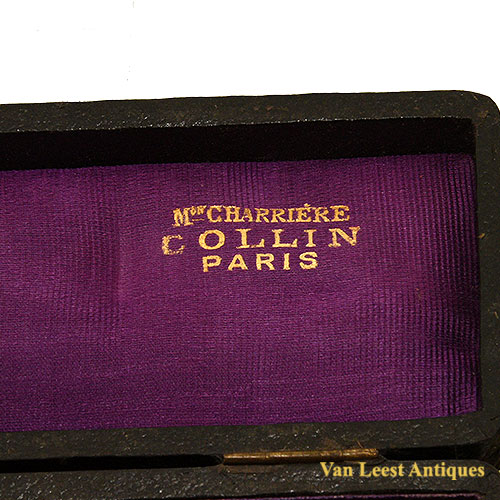 Mᵒⁿ CHARRIÈRE
COLLIN
PARIS
Van Leest Antiques